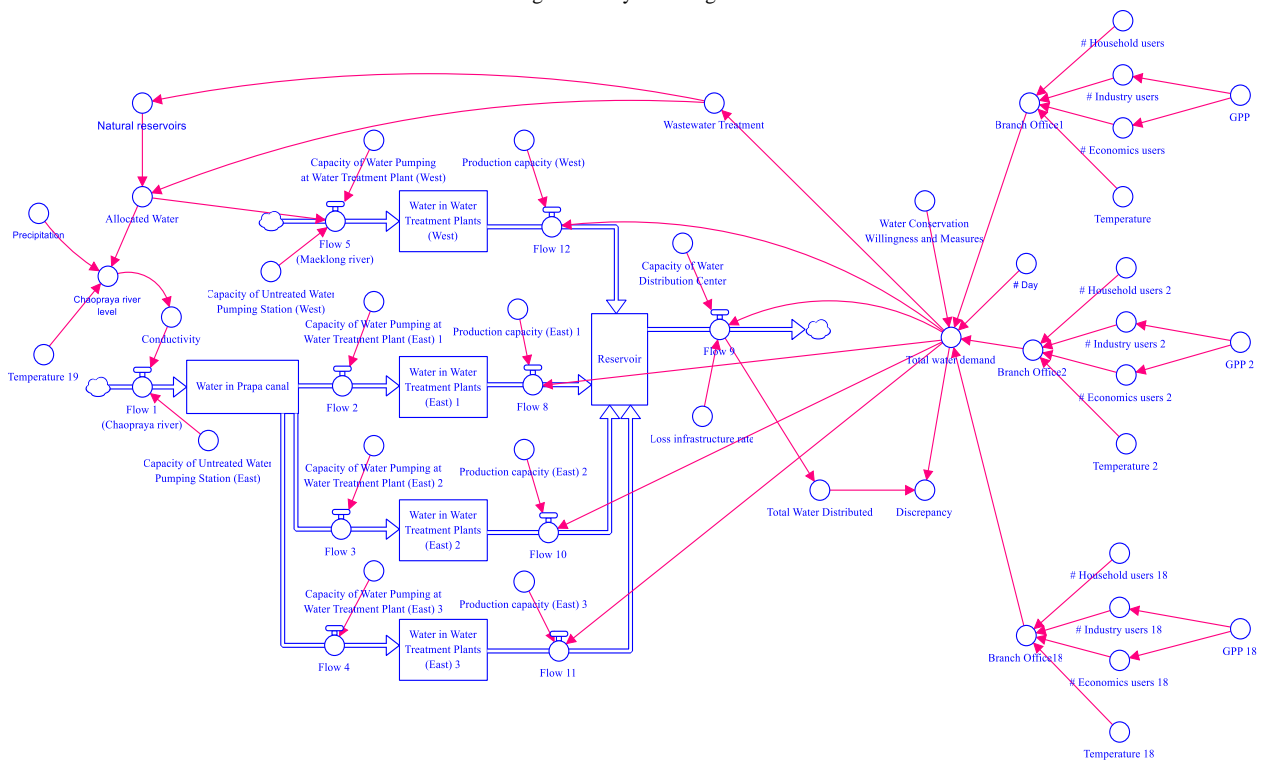 # Household users
# Industry users
GPP
Branch Office1
# Economics users
Temperature
Natural reservoirs
Wastewater Treatment
Capacity of Water Pumping
at Water Treatment Plant (West)
Production capacity (West)
Allocated Water
Water in Water
Treatment Plants
(West)
Flow 5
(Maeklong river)
Flow 12
Water Conservation
Willingness and Measures
Precipitation
Chaopraya river
level
Capacity of Untreated Water
Pumping Station (West)
Capacity of Water
Distribution Center
# Day
# Household users 2
# Industry users 2
GPP 2
Branch Office2
# Economics users 2
Temperature 2
Conductivity
Capacity of Water Pumping at
Water Treatment Plant (East) 1
Production capacity (East) 1
Reservoir
Flow 9
Total water demand
Temperature 19
Water in Prapa canal
Water in Water
Treatment Plants
(East) 1
Flow 1
(Chaopraya river)
Flow 2
Flow 8
Loss infrastructure rate
Capacity of Untreated Water
Pumping Station (East)
Capacity of Water Pumping at
Water Treatment Plant (East) 2
Production capacity (East) 2
Total Water Distributed
Discrepancy
Water in Water
Treatment Plants
(East) 2
Flow 3
Flow 10
Capacity of Water Pumping at
Water Treatment Plant (East) 3
Production capacity (East) 3
Water in Water
Treatment Plants
(East) 3
Flow 4
Flow 11
# Household users 18
# Industry users 18
GPP 18
Branch Office18
# Economics users 18
Temperature 18